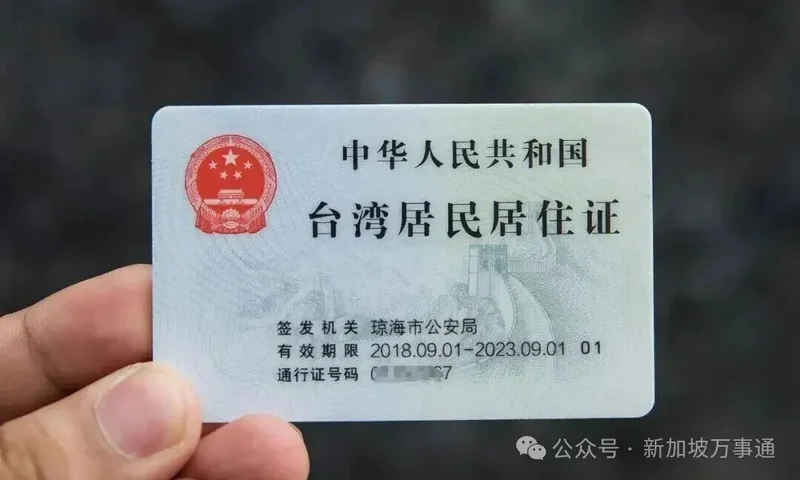 中华人民共和国
台湾居民居住证
签发机关 琼海市公安局
有效期限 2018.09.01-2023.09.01 01
通行证号码
公众号 · 新加坡万事通